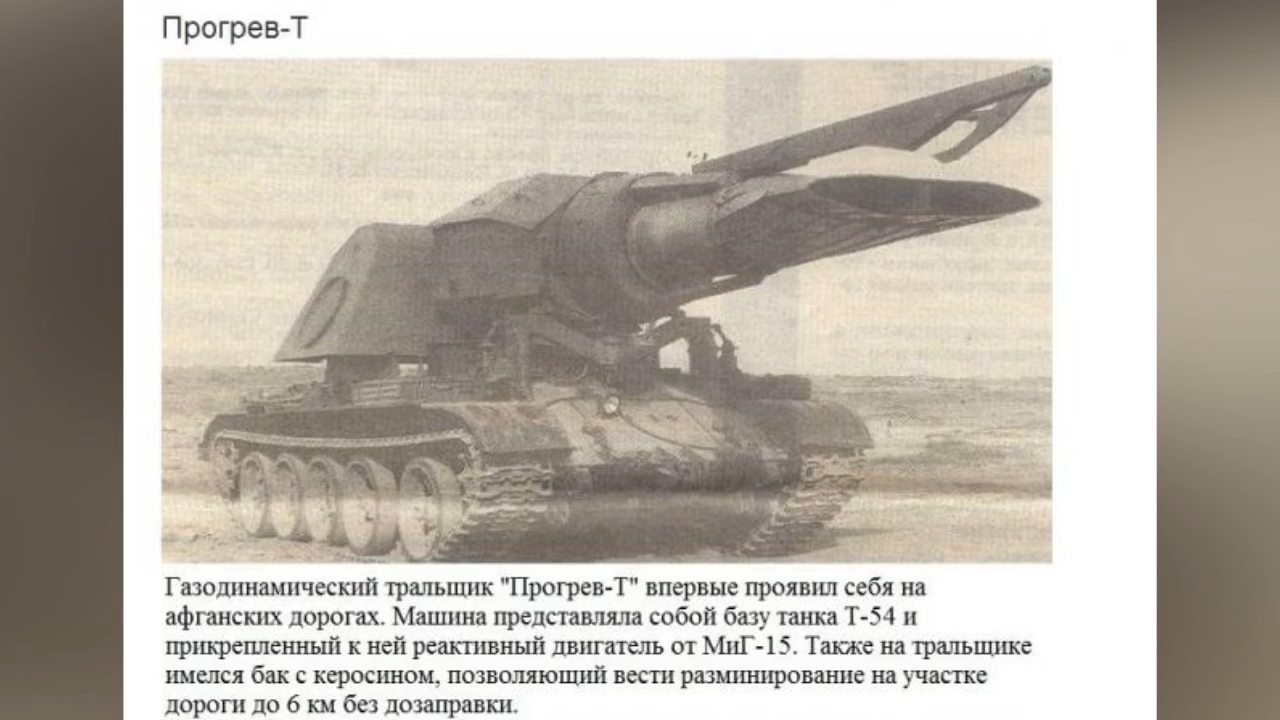 Прогрев-Т
Газодинамический тральщик "Прогрев-Т" впервые проявил себя на
афганских дорогах. Машина представляла собой базу танка Т-54 и
прикрепленный к ней реактивный двигатель от МиГ-15. Также на тральщике
имелся бак с керосином, позволяющий вести разминирование на участке
дороги до 6 км без дозаправки.